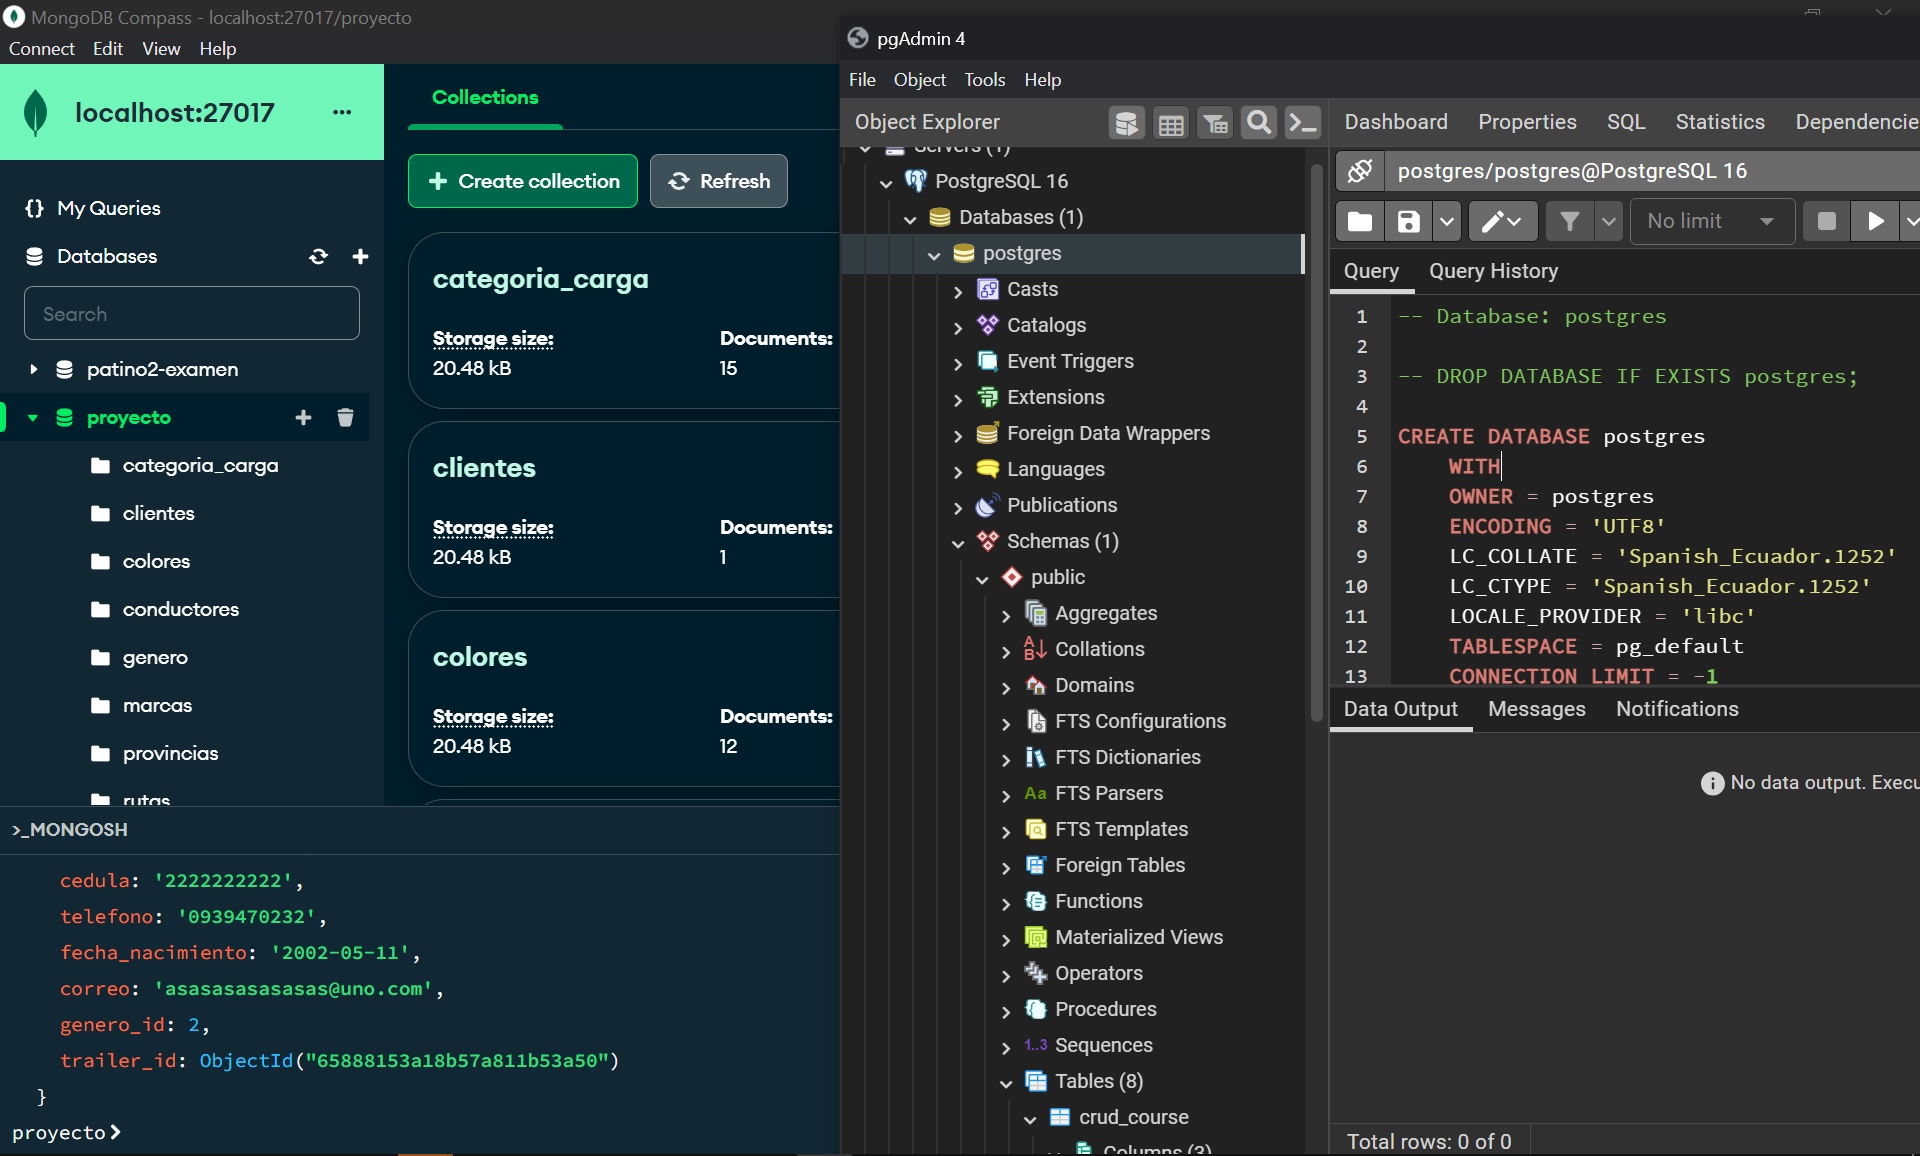 MongoDB Compass - localhost:27017/proyecto
Connect Edit View Help
localhost:27017 ...
{} My Queries
Databases
Search
patino2-examen
proyecto
categoria_carga
clientes
colores
conductores
genero
marcas
provincias
rutas
Collections
+ Create collection
Refresh
categoria_carga
Storage size: Documents:
20.48 kB 15
clientes
Storage size: Documents:
20.48 kB 1
colores
Storage size: Documents:
20.48 kB 12
>_MONGOSH
cedula: '2222222222',
telefono: '0939470232',
fecha_nacimiento: '2002-05-11',
correo: 'asasasasasasas@uno.com',
genero_id: 2,
trailer_id: ObjectId("65888153a18b57a811b53a50")
}
proyecto>
pgAdmin 4
File Object Tools Help
Object Explorer
Servers (1)
PostgreSQL 16
Databases (1)
postgres
Casts
Catalogs
Event Triggers
Extensions
Foreign Data Wrappers
Languages
Publications
Schemas (1)
public
Aggregates
Collations
Domains
FTS Configurations
FTS Dictionaries
Aa FTS Parsers
FTS Templates
Foreign Tables
Functions
Materialized Views
Operators
Procedures
1..3 Sequences
Tables (8)
crud_course
Columns (3)
Dashboard Properties SQL Statistics Dependencie
postgres/postgres@PostgreSQL 16
No limit
Query Query History
1 -- Database: postgres
2
3 -- DROP DATABASE IF EXISTS postgres;
4
5 CREATE DATABASE postgres
6 WITH
7 OWNER = postgres
8 ENCODING = 'UTF8'
9 LC_COLLATE = 'Spanish_Ecuador.1252'
10 LC_CTYPE = 'Spanish_Ecuador.1252'
11 LOCALE_PROVIDER = 'libc'
12 TABLESPACE = pg_default
13 CONNECTION LIMIT = -1
Data Output Messages Notifications
No data output. Execu
Total rows: 0 of 0